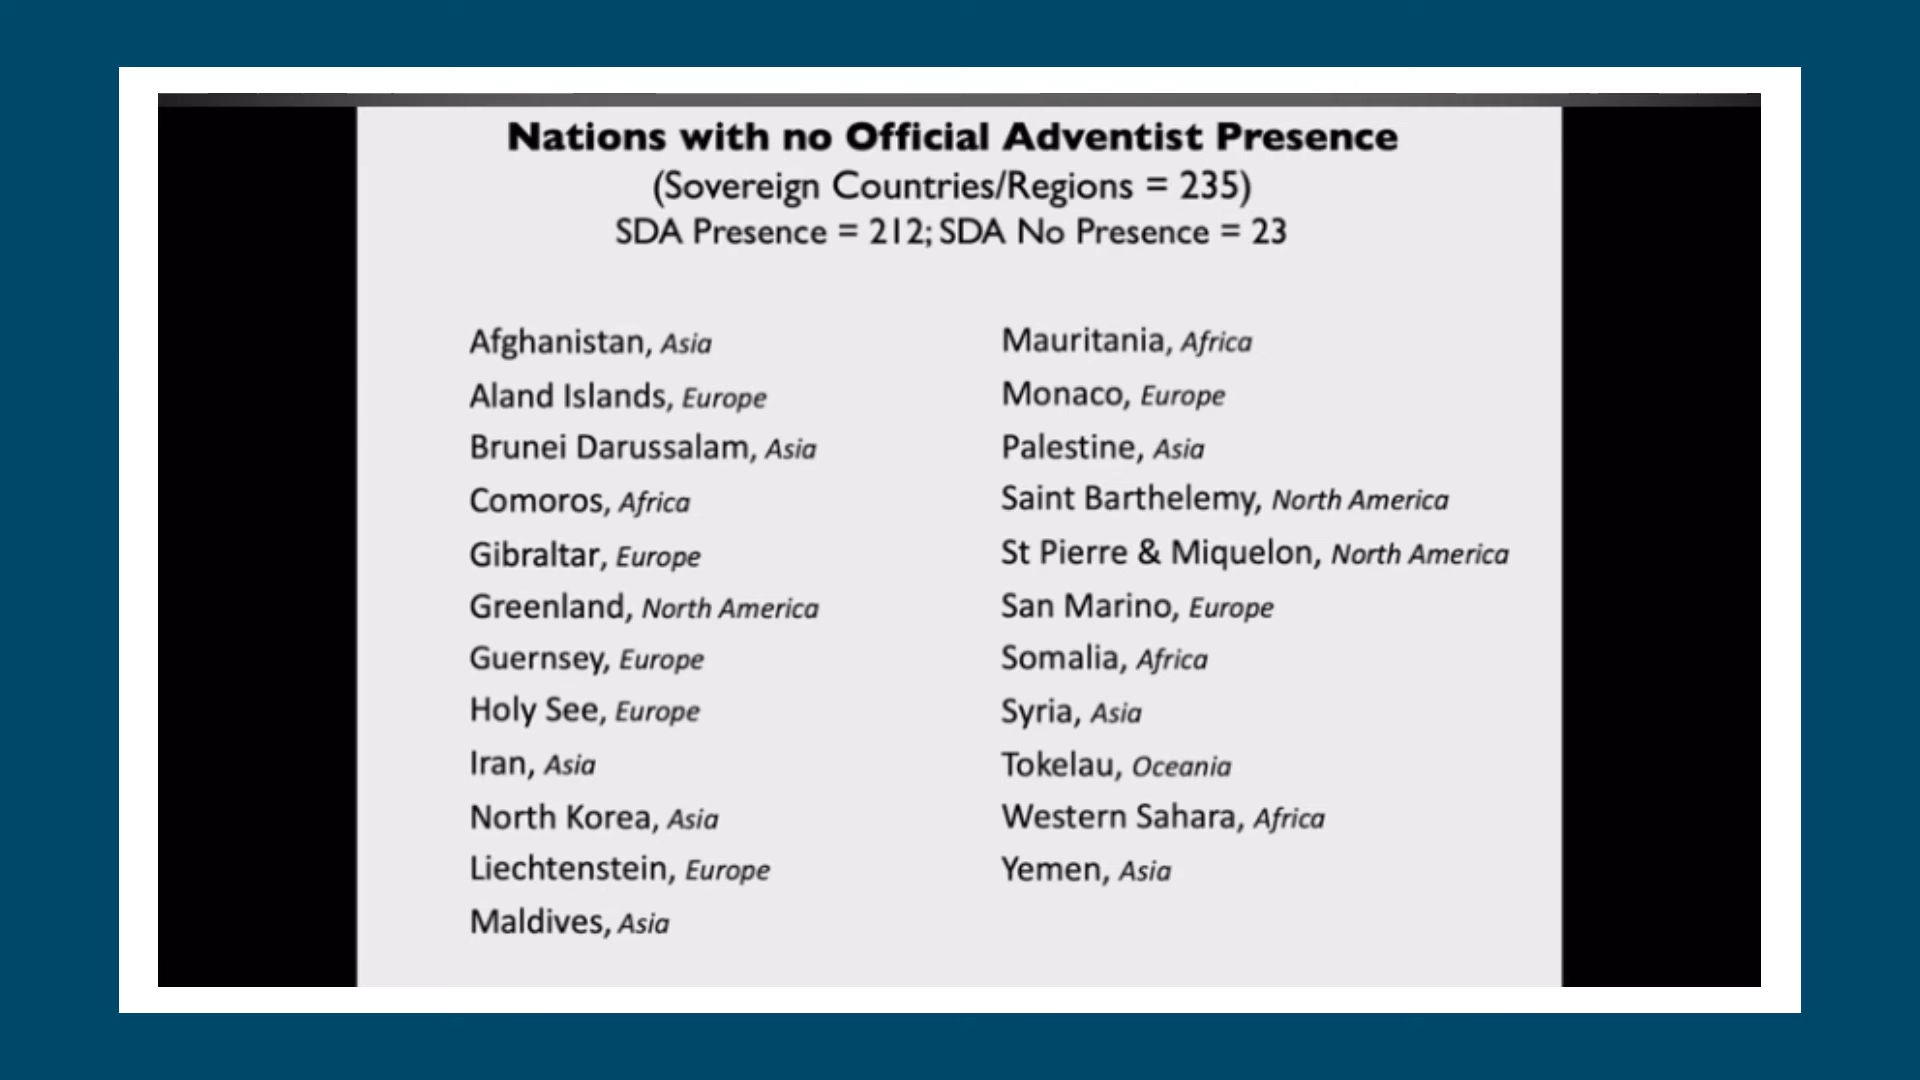 Nations with no Official Adventist Presence
(Sovereign Countries/Regions = 235)
SDA Presence = 212; SDA No Presence = 23
Afghanistan, Asia
Aland Islands, Europe
Brunei Darussalam, Asia
Comoros, Africa
Gibraltar, Europe
Greenland, North America
Guernsey, Europe
Holy See, Europe
Iran, Asia
North Korea, Asia
Liechtenstein, Europe
Maldives, Asia
Mauritania, Africa
Monaco, Europe
Palestine, Asia
Saint Barthelemy, North America
St Pierre & Miquelon, North America
San Marino, Europe
Somalia, Africa
Syria, Asia
Tokelau, Oceania
Western Sahara, Africa
Yemen, Asia